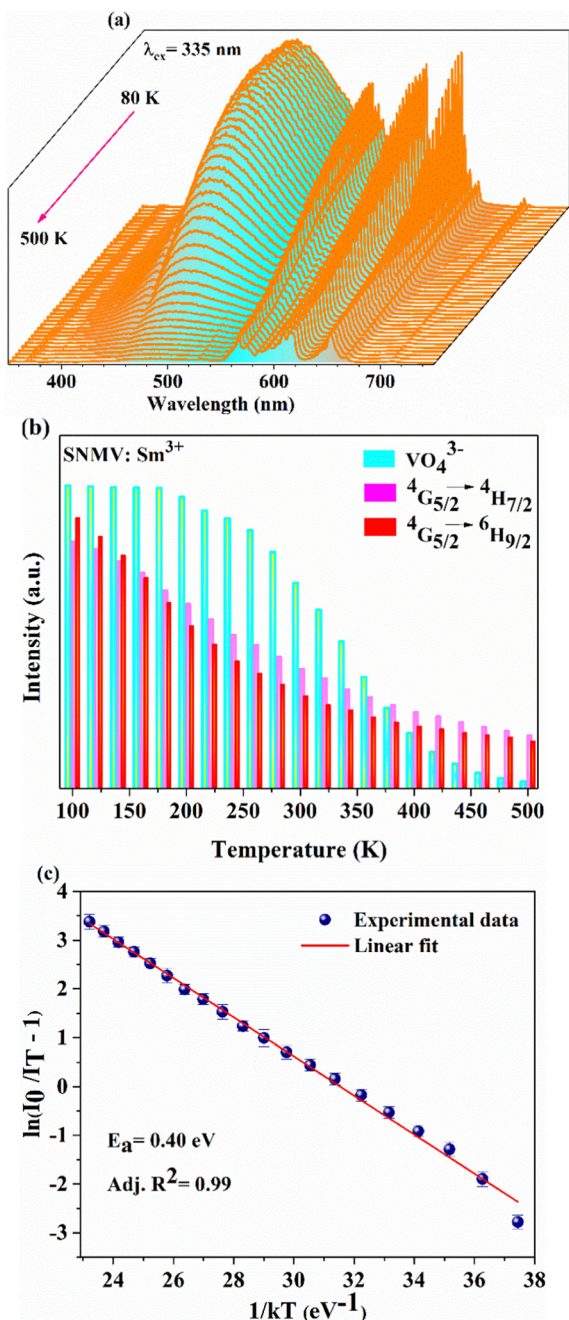 (a)
λex= 335 nm
80 K
500 K
400 500 600 700
Wavelength (nm)
(b)
SNMV: Sm3+
VO4 3-
4G5/2 → 4H7/2
4G5/2 → 6H9/2
Intensity (a.u.)
100 150 200 250 300 350 400 450 500
Temperature (K)
(c)
4
3
2
1
0
-1
-2
-3
Experimental data
Linear fit
ln(I0 /IT - 1)
Ea= 0.40 eV
Adj. R2= 0.99
24 26 28 30 32 34 36 38
1/kT (eV-1)